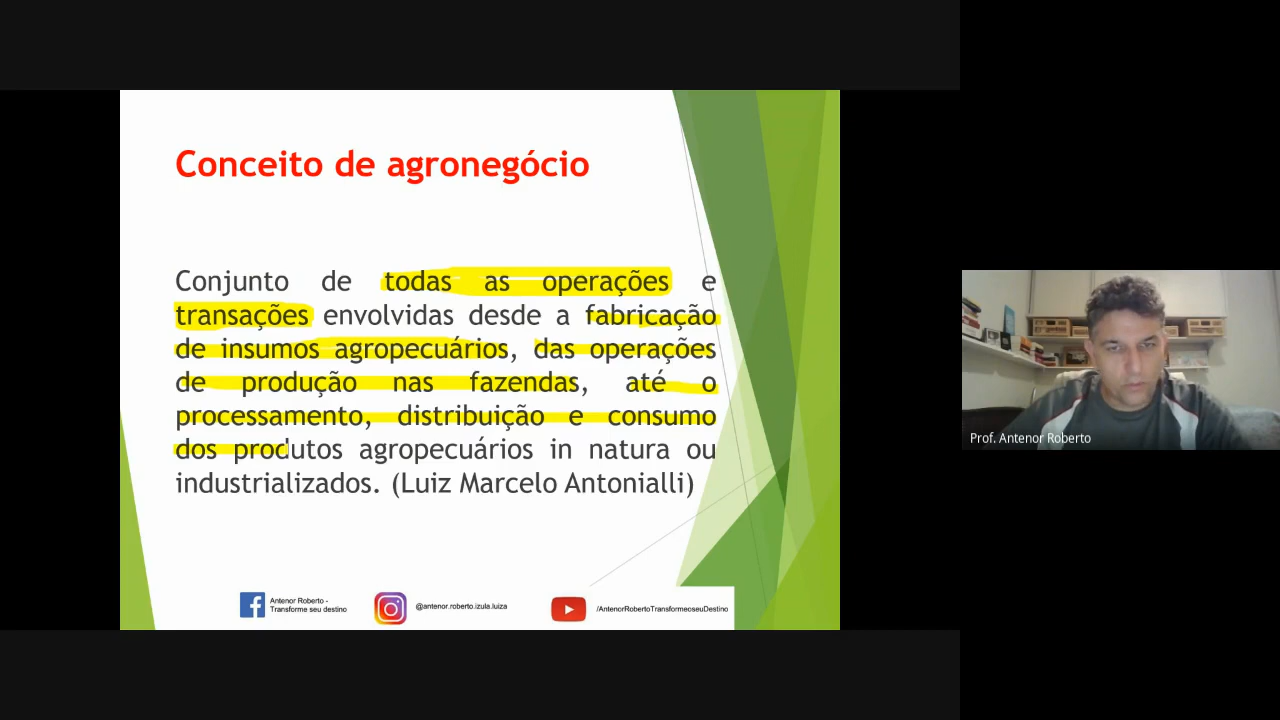 Conceito de agronegócio
Conjunto de todas as operações e
transações envolvidas desde a fabricação
de insumos agropecuários, das operações
de produção nas fazendas, até o
processamento, distribuição e consumo
dos produtos agropecuários in natura ou
industrializados. (Luiz Marcelo Antonialli)
Antenor Roberto -
Transforme seu destino
@antenor.roberto.izula.luiza
/AntenorRobertoTransformeoseuDestino
Prof. Antenor Roberto